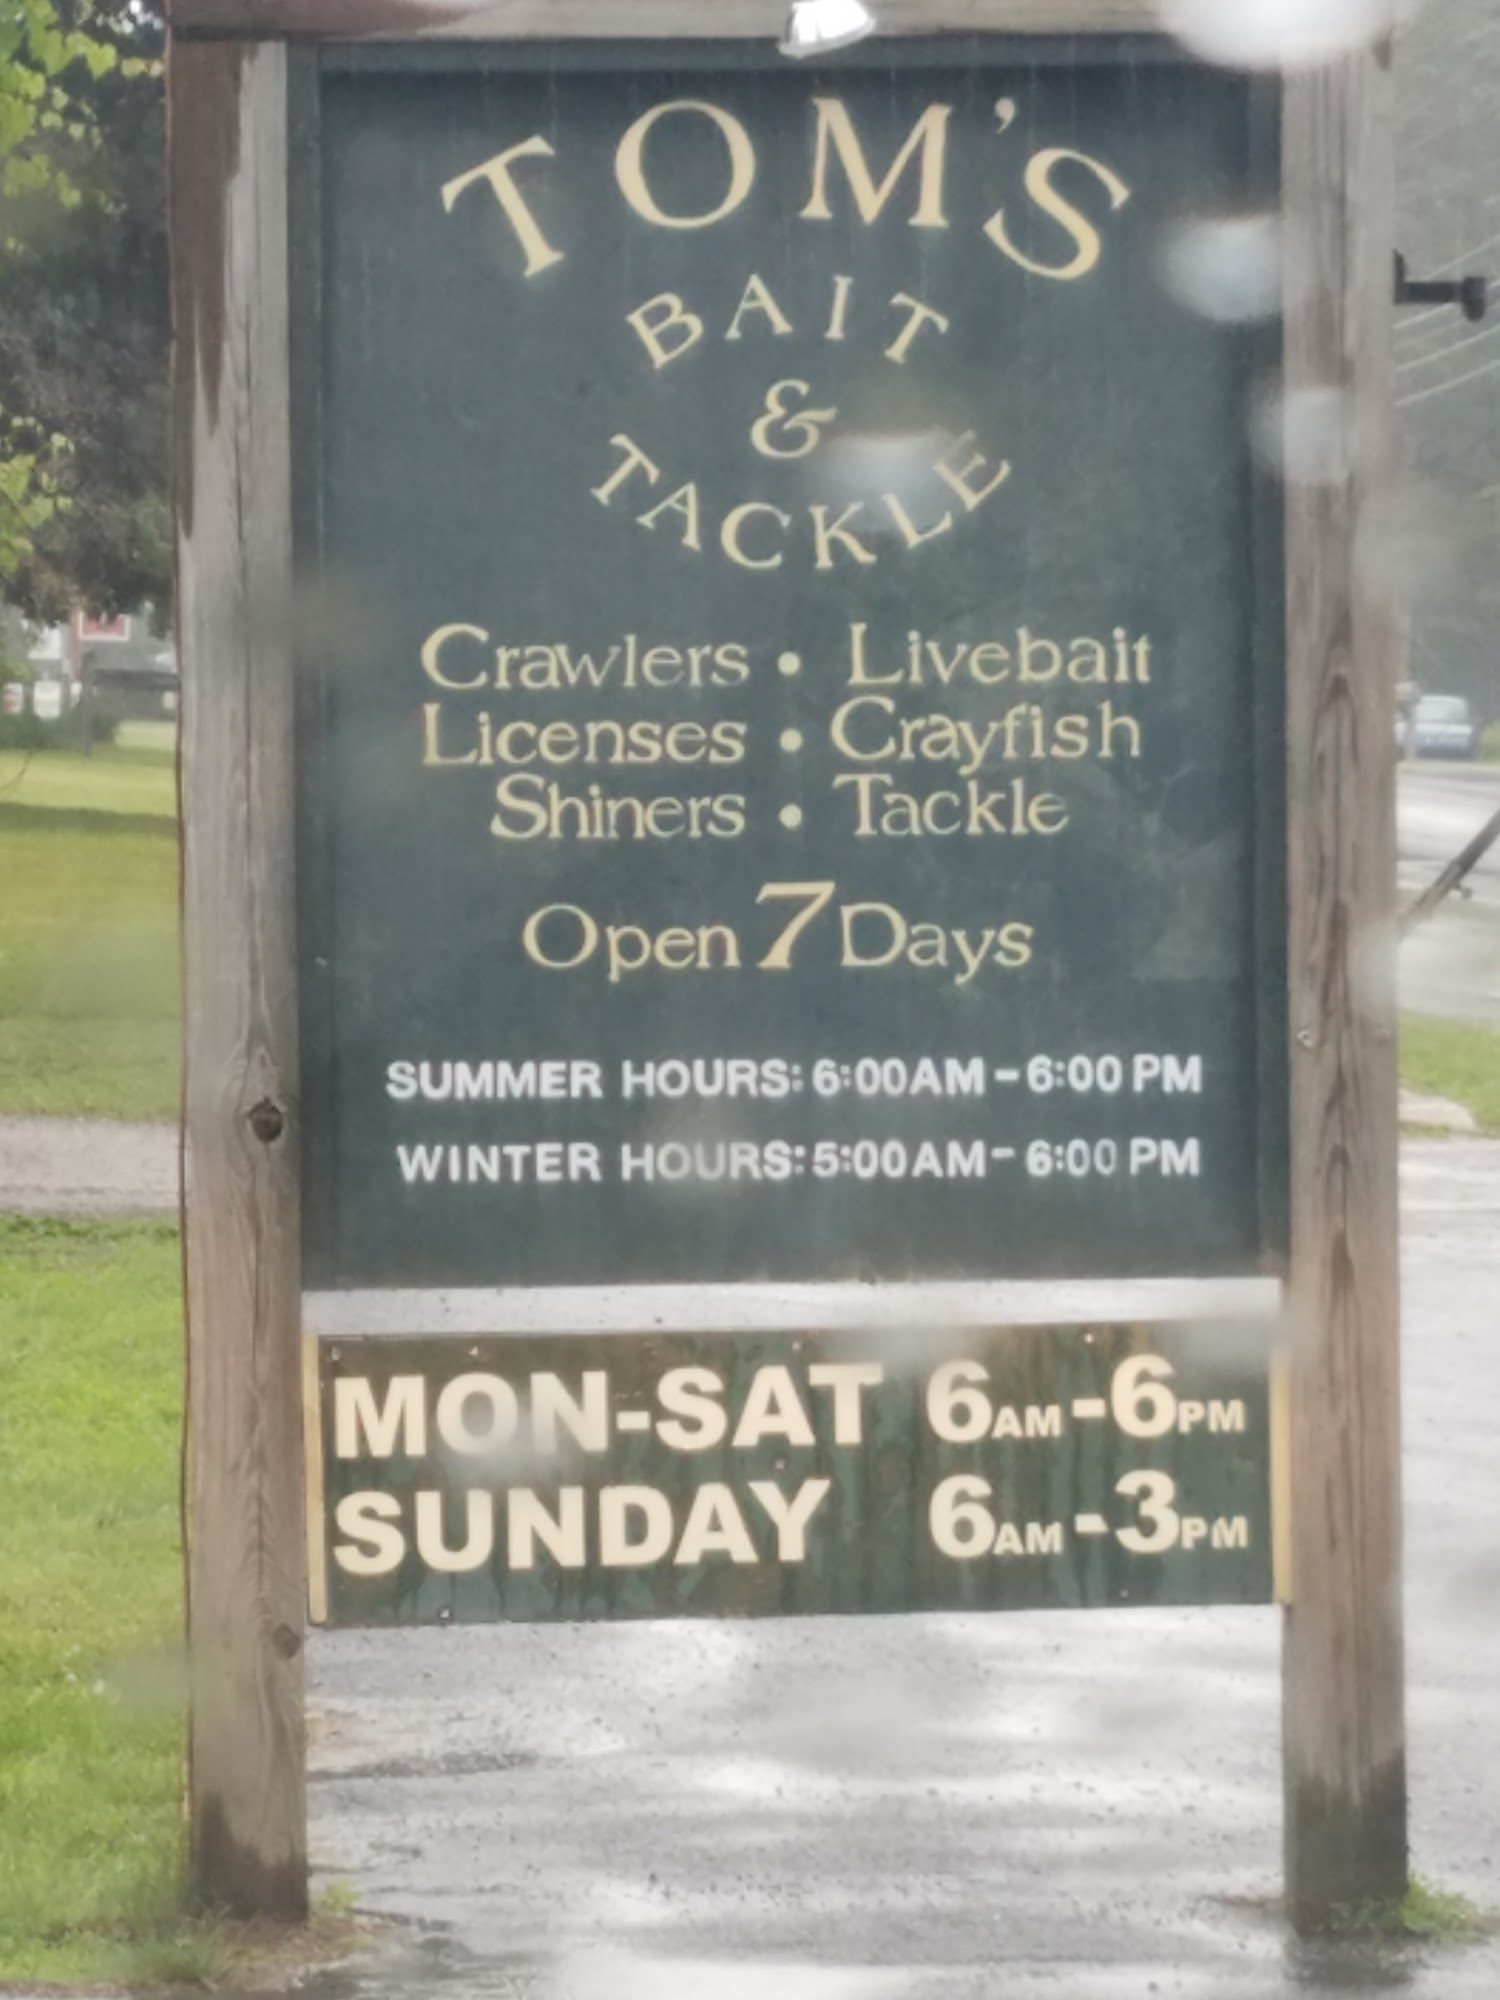 TOM'S
BAIT
&
TACKLE
Crawlers • Livebait
Licenses • Crayfish
Shiners • Tackle
Open 7 Days
SUMMER HOURS: 6:00AM - 6:00 PM
WINTER HOURS: 5:00AM - 6:00 PM
MON-SAT 6AM-6PM
SUNDAY 6AM-3PM